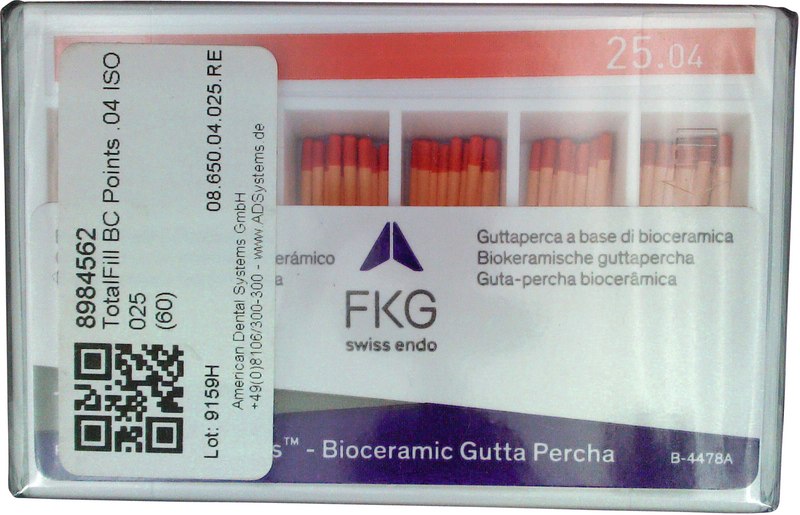 25.04
8984562
TotalFill BC Points .04 ISO
025
(60)
08.650.04.025.RE
Lot: 9159H
American Dental Systems GmbH
+49(0)8106/300-300 - www.ADSystems.de
Guttaperca a base di bioceramica
Biokeramische guttapercha
Guta-percha biocerâmica
FKG
swiss endo
™ - Bioceramic Gutta Percha
B-4478A